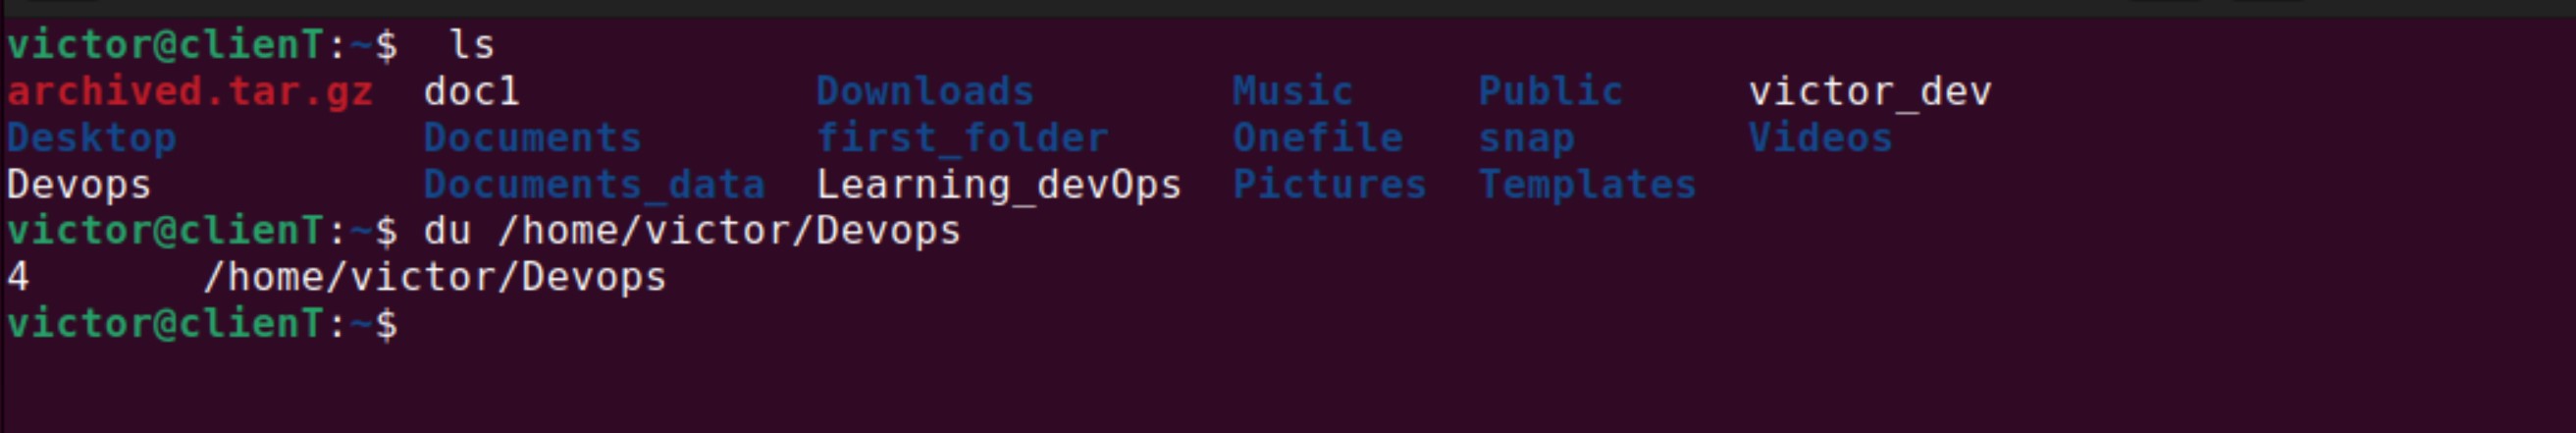 victor@clienT:~$  ls
archived.tar.gz  doc1            Downloads     Music     Public     victor_dev
Desktop          Documents       first_folder  Onefile   snap       Videos
Devops           Documents_data  Learning_devOps  Pictures  Templates
victor@clienT:~$ du /home/victor/Devops
4       /home/victor/Devops
victor@clienT:~$